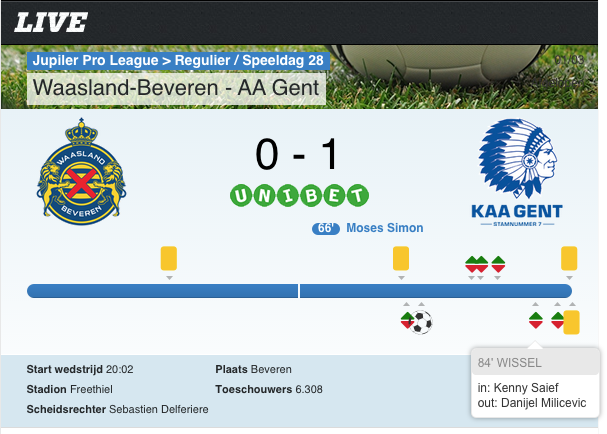 LIVE
Jupiler Pro League > Regulier / Speeldag 28
Waasland-Beveren - AA Gent
WAASLAND
BEVEREN
0 - 1
UNIBET
KAA GENT
STAMNUMMER 7
66' Moses Simon
84' WISSEL
in: Kenny Saief
out: Danijel Milicevic
Start wedstrijd 20:02
Plaats Beveren
Stadion Freethiel
Toeschouwers 6.308
Scheidsrechter Sebastien Delferiere